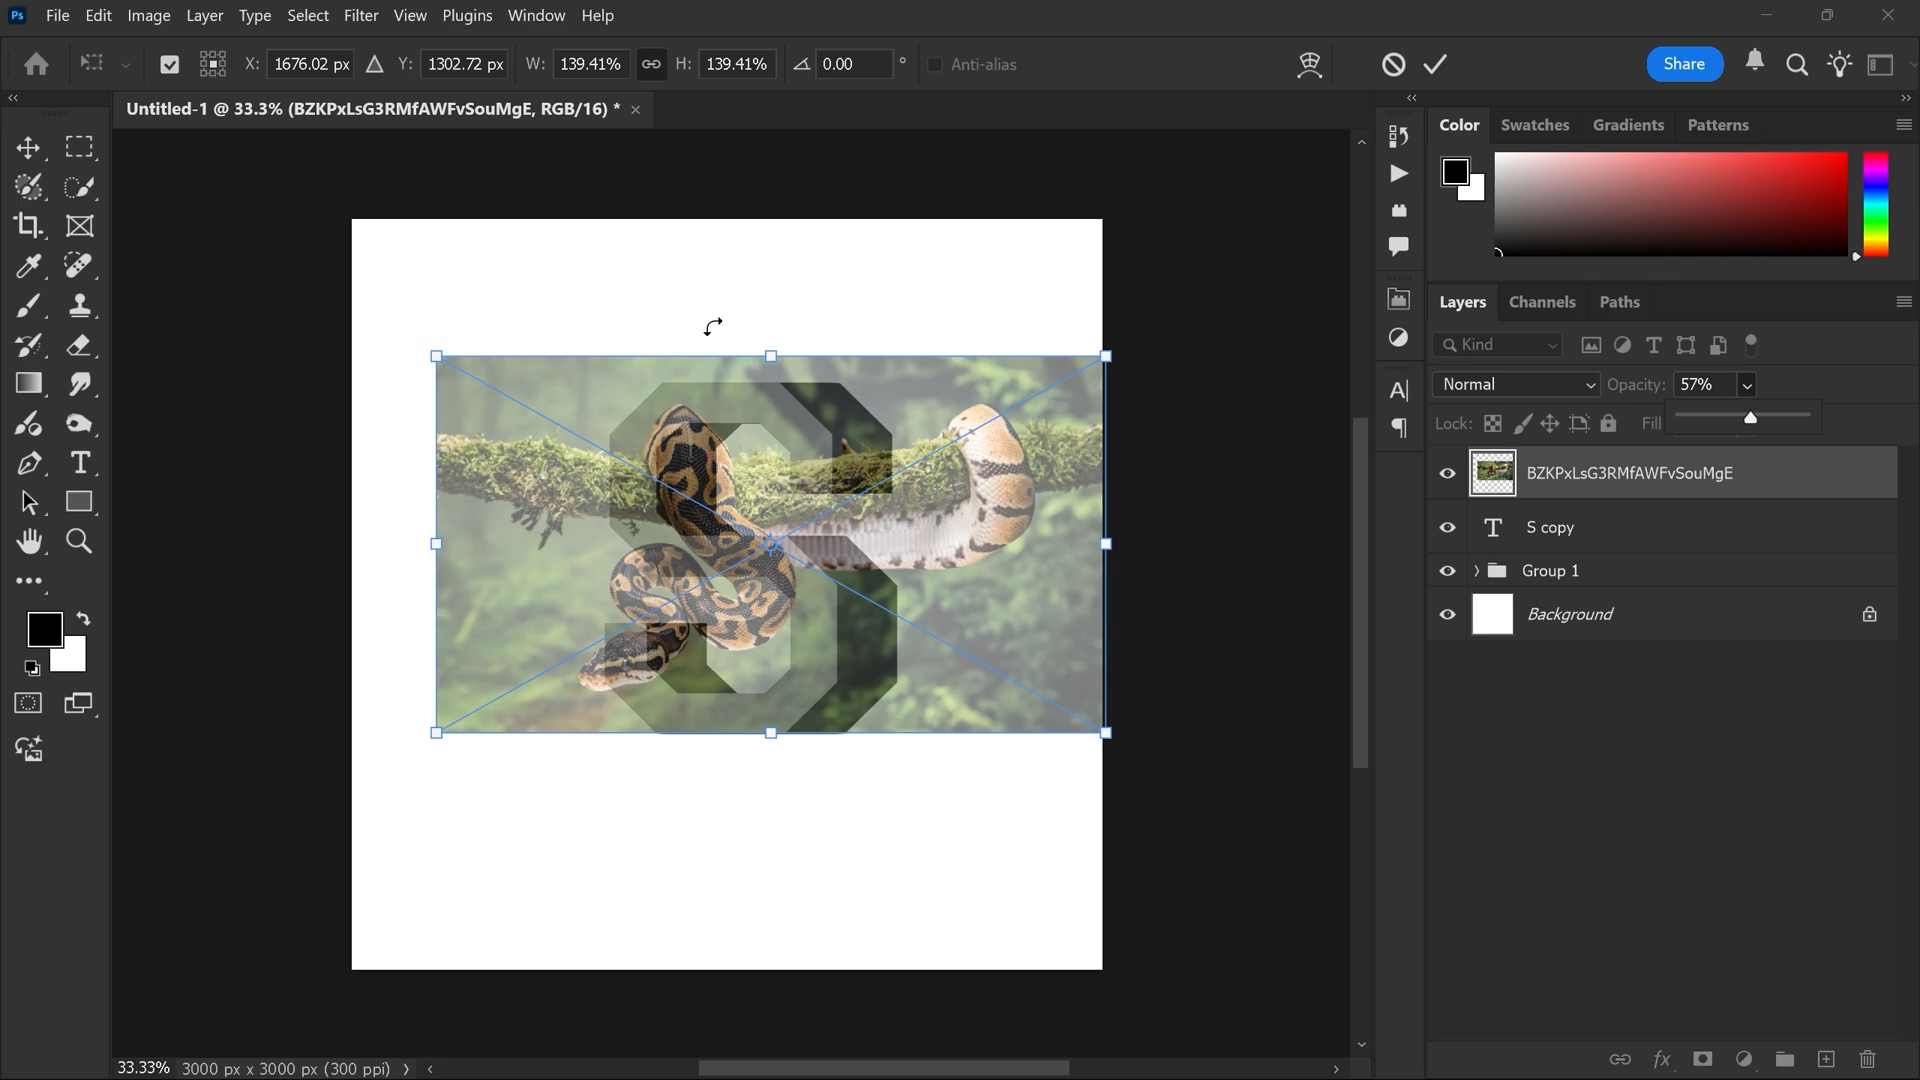 Ps File Edit Image Layer Type Select Filter View Plugins Window Help
X: 1676.02 px Y: 1302.72 px W: 139.41% H: 139.41% 0.00 ° Anti-alias Share
Untitled-1 @ 33.3% (BZKPxLsG3RMfAWFvSouMgE, RGB/16) * ×
Color Swatches Gradients Patterns
Layers Channels Paths
Kind
Normal Opacity: 57%
Lock: Fill
BZKPxLsG3RMfAWFvSouMgE
S copy
Group 1
Background
S
33.33% 3000 px x 3000 px (300 ppi)